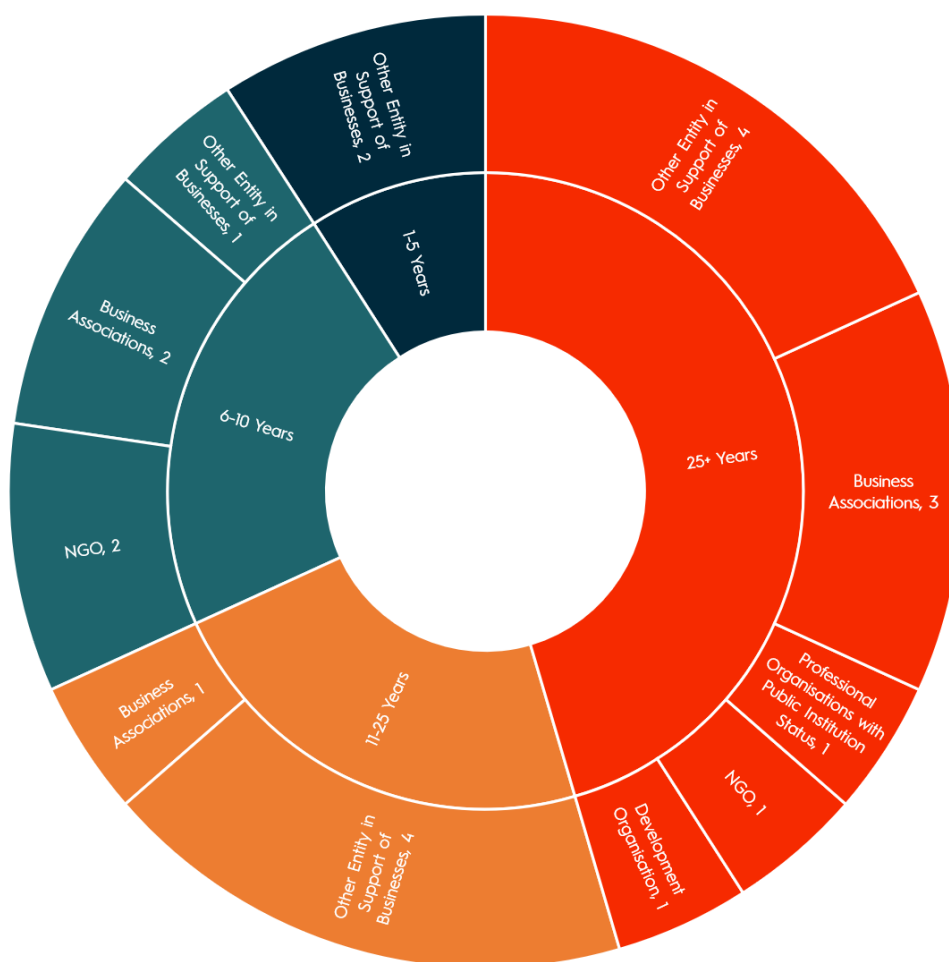 Other Entity in
Support of
Businesses, 4
Business
Associations, 3
Professional
Organisations with
Public Institution
Status, 1
NGO, 1
Development
Organisation, 1
25+ Years
Other Entity in
Support of
Businesses, 4
Business
Associations, 1
11-25 Years
NGO, 2
Business
Associations, 2
Other Entity in
Support of
Businesses, 1
6-10 Years
Other Entity in
Support of
Businesses, 2
1-5 Years